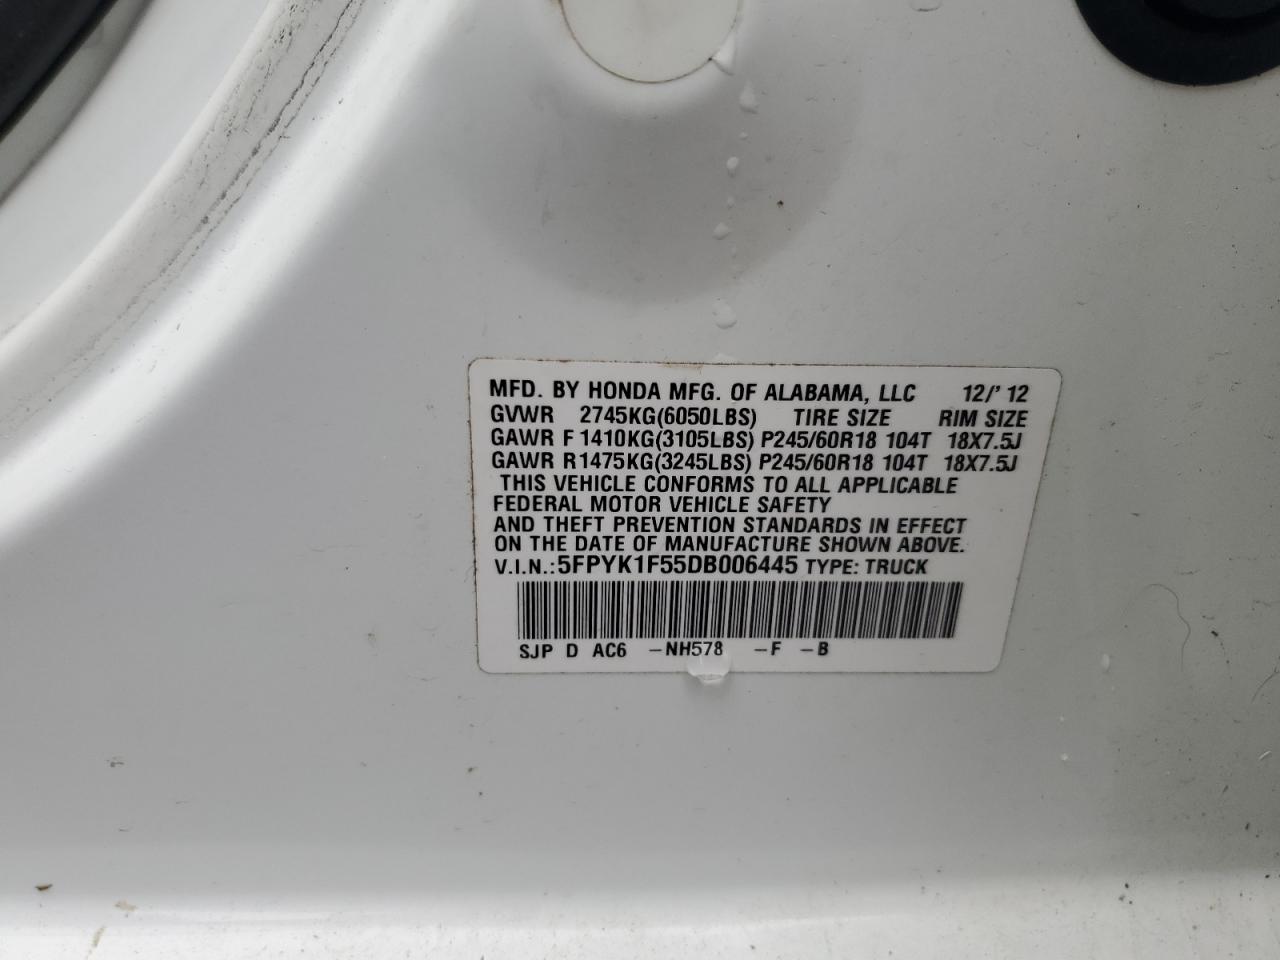 MFD. BY HONDA MFG. OF ALABAMA, LLC 12/'12
GVWR 2745KG(6050LBS) TIRE SIZE RIM SIZE
GAWR F 1410KG(3105LBS) P245/60R18 104T 18X7.5J
GAWR R1475KG(3245LBS) P245/60R18 104T 18X7.5J
THIS VEHICLE CONFORMS TO ALL APPLICABLE
FEDERAL MOTOR VEHICLE SAFETY
AND THEFT PREVENTION STANDARDS IN EFFECT
ON THE DATE OF MANUFACTURE SHOWN ABOVE.
V.I.N.:5FPYK1F55DB006445 TYPE: TRUCK
SJP D AC6 -NH578 -F -B